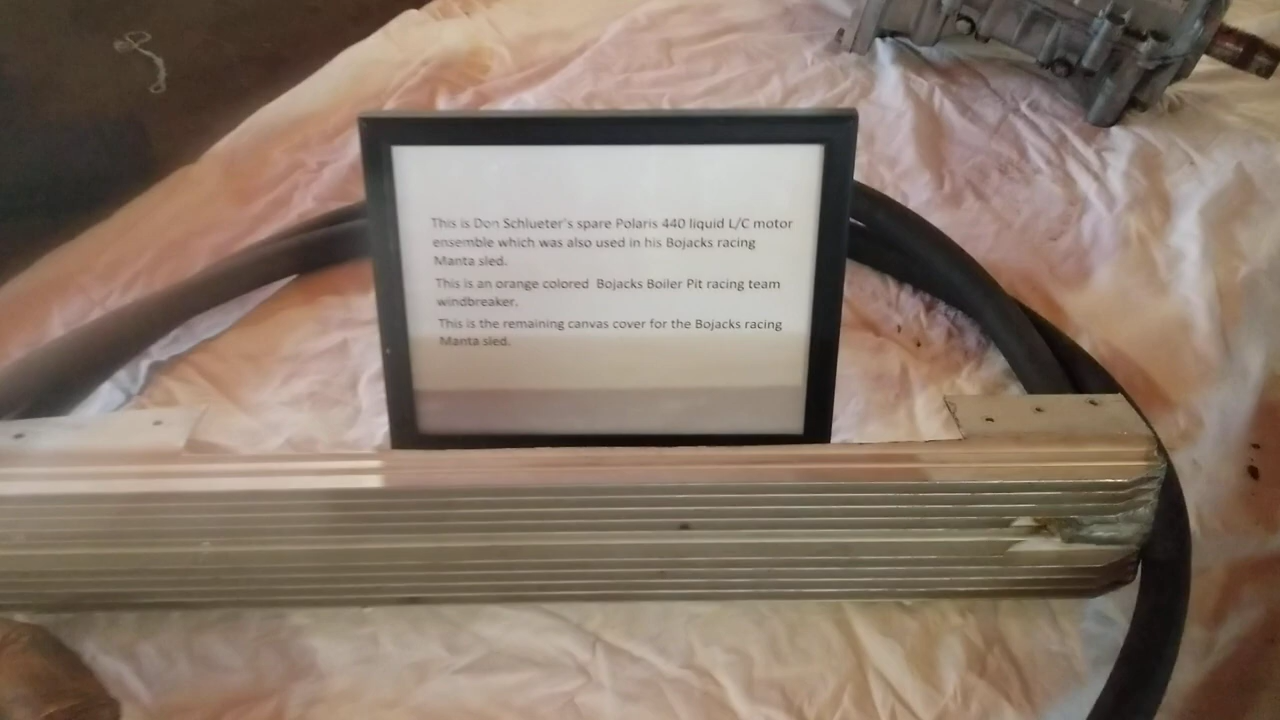 This is Don Schlueter's spare Polaris 440 liquid L/C motor
ensemble which was also used in his Bojacks racing
Manta sled.
This is an orange colored Bojacks Boiler Pit racing team
windbreaker.
This is the remaining canvas cover for the Bojacks racing
Manta sled.